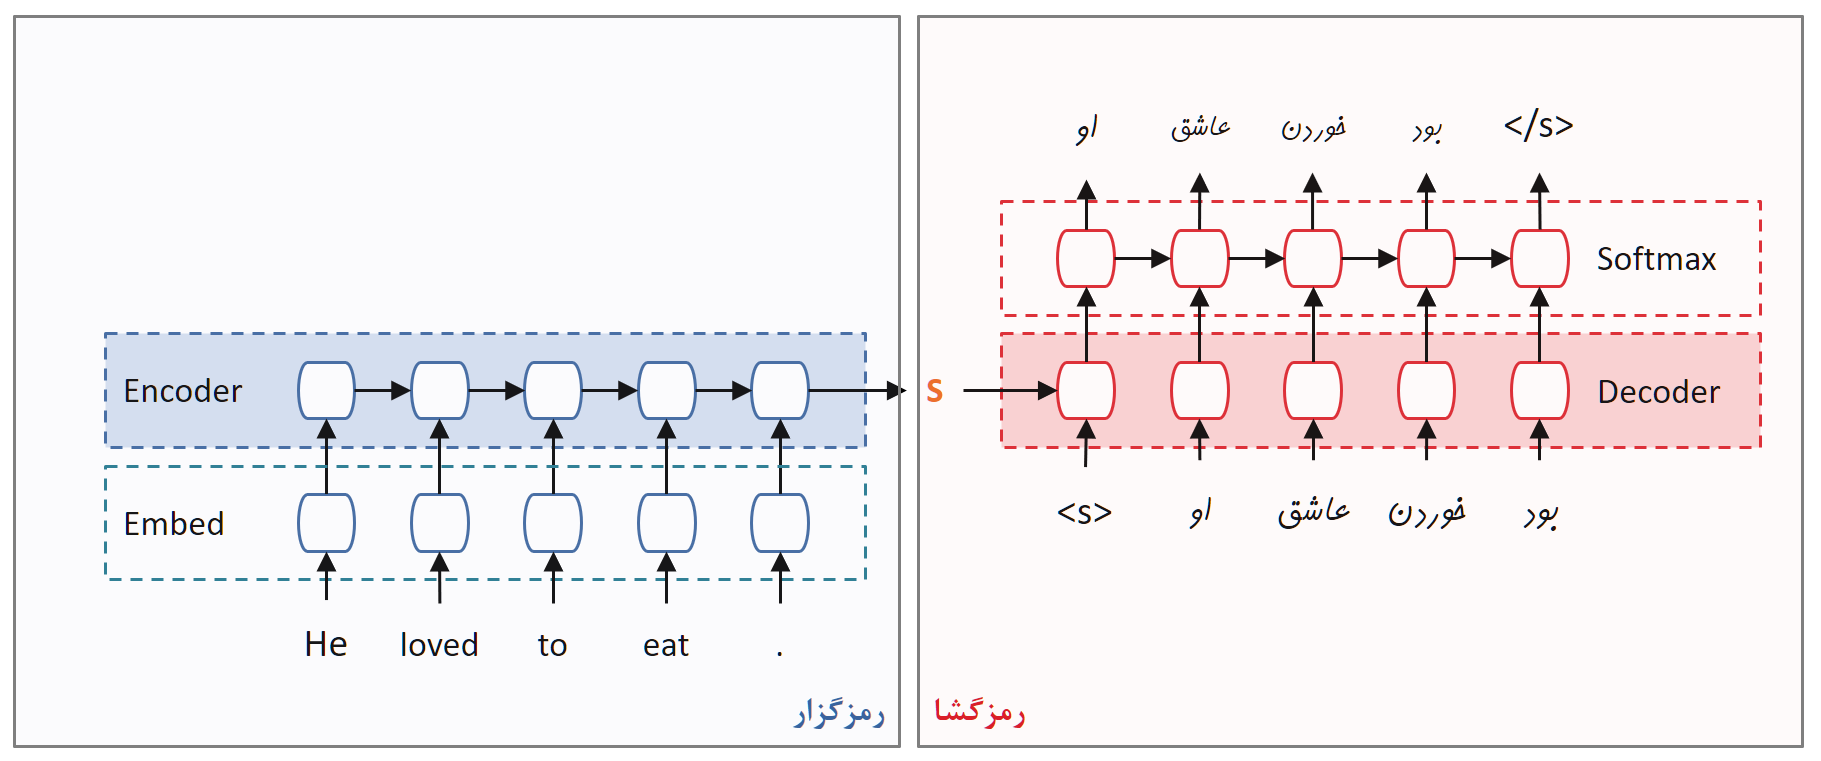 Encoder
Embed
He loved to eat .
رمزگزار
S
او عاشق خوردن بود </s>
Softmax
Decoder
<s> او عاشق خوردن بود
رمزگشا